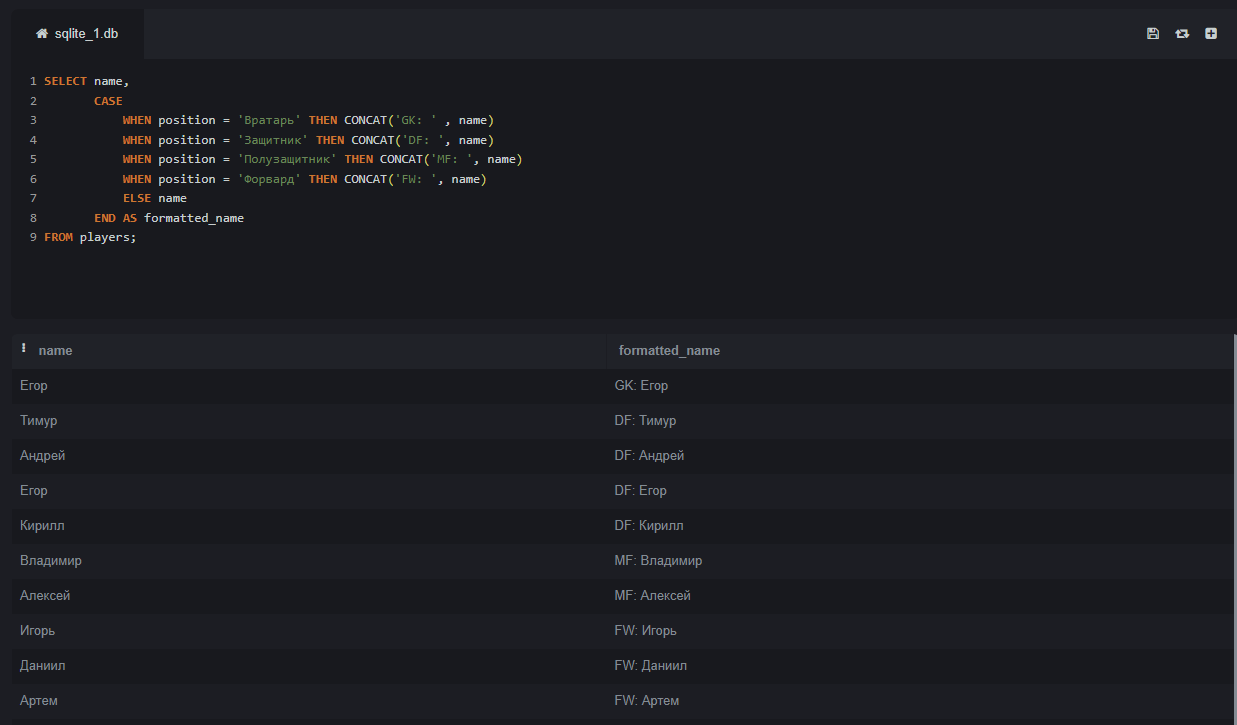 sqlite_1.db
1 SELECT name,
2 CASE
3 WHEN position = 'Вратарь' THEN CONCAT('GK: ' , name)
4 WHEN position = 'Защитник' THEN CONCAT('DF: ', name)
5 WHEN position = 'Полузащитник' THEN CONCAT('MF: ', name)
6 WHEN position = 'Форвард' THEN CONCAT('FW: ', name)
7 ELSE name
8 END AS formatted_name
9 FROM players;
name formatted_name
Егор GK: Егор
Тимур DF: Тимур
Андрей DF: Андрей
Егор DF: Егор
Кирилл DF: Кирилл
Владимир MF: Владимир
Алексей MF: Алексей
Игорь FW: Игорь
Даниил FW: Даниил
Артем FW: Артем